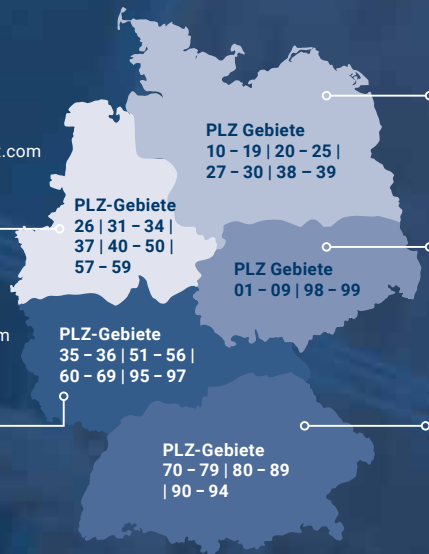 PLZ Gebiete
10 – 19 | 20 – 25 |
27 – 30 | 38 – 39
.com
PLZ-Gebiete
26 | 31 – 34 |
37 | 40 – 50 |
57 – 59
PLZ Gebiete
01 – 09 | 98 – 99
PLZ-Gebiete
35 – 36 | 51 – 56 |
60 – 69 | 95 – 97
PLZ-Gebiete
70 – 79 | 80 – 89
| 90 – 94